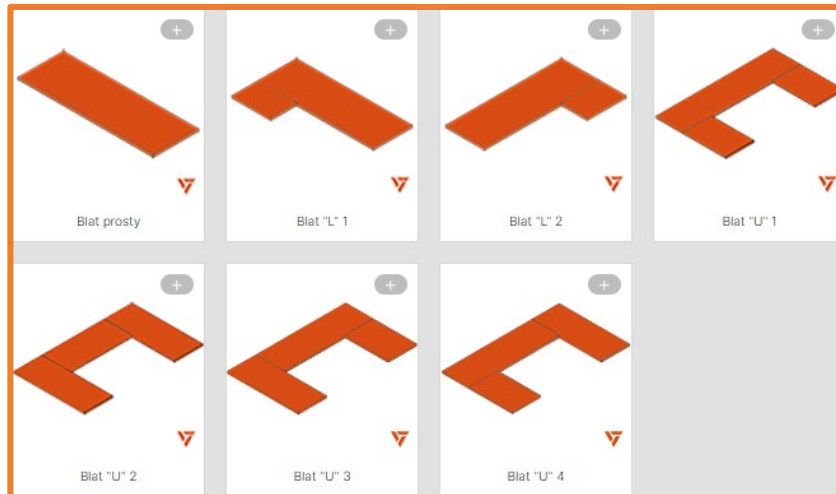 Blat prosty
Blat "L" 1
Blat "L" 2
Blat "U" 1
Blat "U" 2
Blat "U" 3
Blat "U" 4